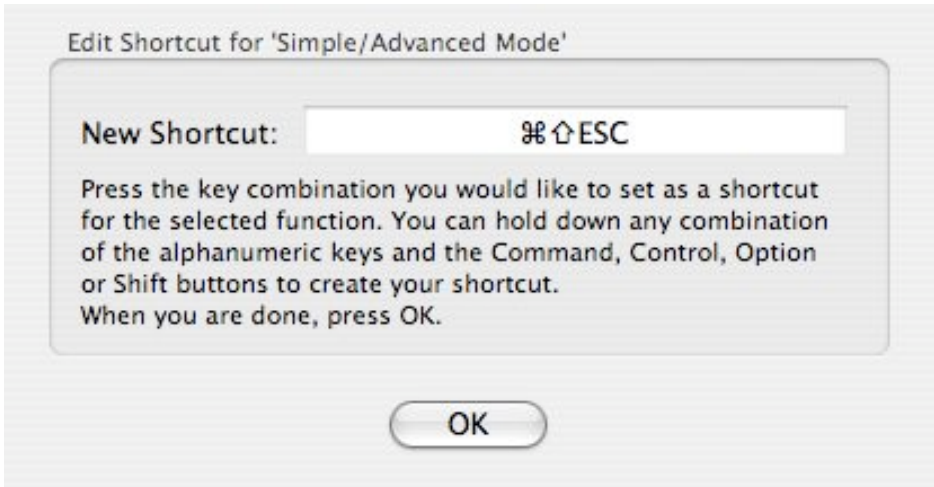 Edit Shortcut for 'Simple/Advanced Mode'
New Shortcut: ⌘⇧ESC
Press the key combination you would like to set as a shortcut
for the selected function. You can hold down any combination
of the alphanumeric keys and the Command, Control, Option
or Shift buttons to create your shortcut.
When you are done, press OK.
OK